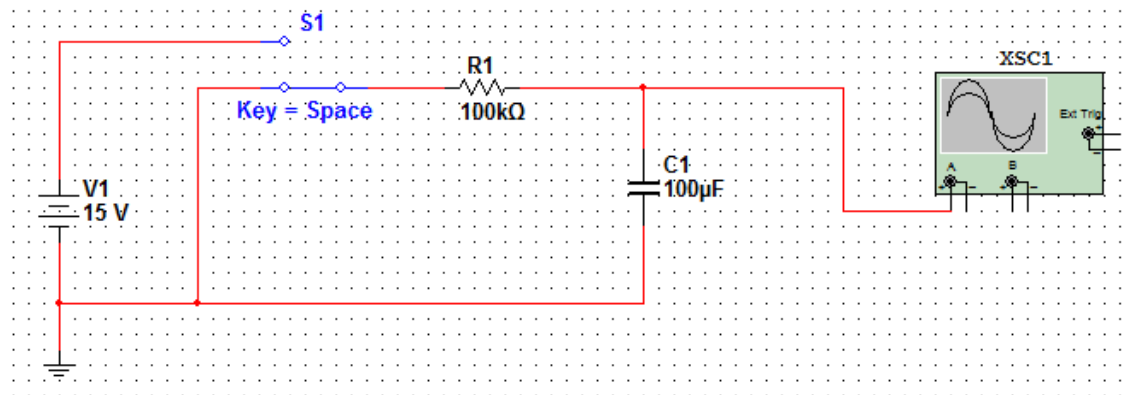 S1
XSC1
R1
Key = Space
100kΩ
Ext Trig
+
-
A
B
C1
100µF
V1
15 V
+
-
+
-